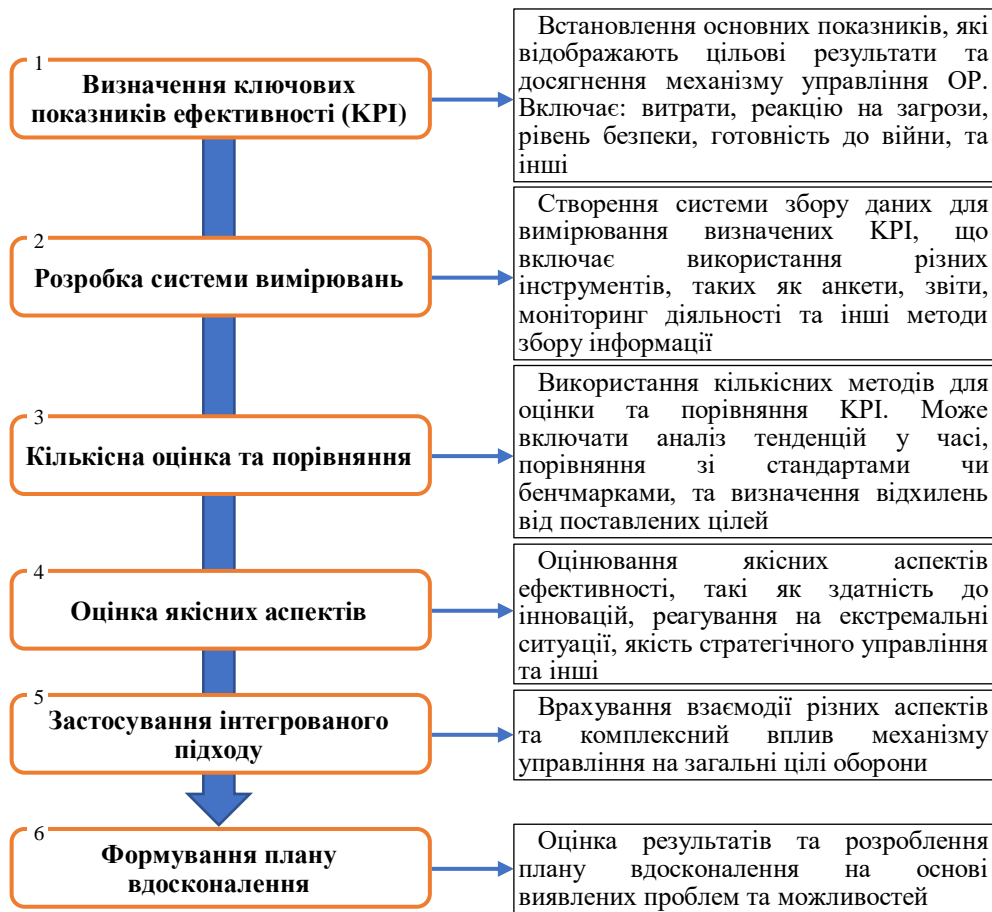 1
Визначення ключових
показників ефективності (KPI)
Встановлення основних показників, які
відображають цільові результати та
досягнення механізму управління ОР.
Включає: витрати, реакцію на загрози,
рівень безпеки, готовність до війни, та
інші
2
Розробка системи вимірювань
Створення системи збору даних для
вимірювання визначених KPI, що
включає використання різних
інструментів, таких як анкети, звіти,
моніторинг діяльності та інші методи
збору інформації
3
Кількісна оцінка та порівняння
Використання кількісних методів для
оцінки та порівняння KPI. Може
включати аналіз тенденцій у часі,
порівняння зі стандартами чи
бенчмарками, та визначення відхилень
від поставлених цілей
4
Оцінка якісних аспектів
Оцінювання якісних аспектів
ефективності, такі як здатність до
інновацій, реагування на екстремальні
ситуації, якість стратегічного управління
та інші
5
Застосування інтегрованого
підходу
Врахування взаємодії різних аспектів
та комплексний вплив механізму
управління на загальні цілі оборони
6
Формування плану
вдосконалення
Оцінка результатів та розроблення
плану вдосконалення на основі
виявлених проблем та можливостей